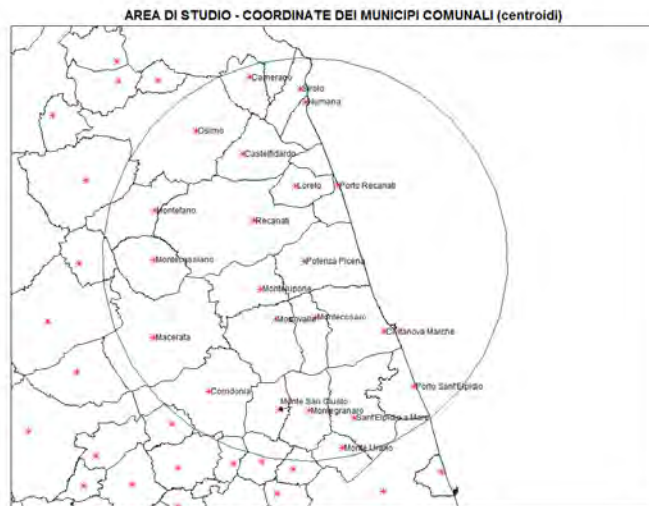 AREA DI STUDIO - COORDINATE DEI MUNICIPI COMUNALI (centroidi)
Camerano
Sirolo
Numana
Osimo
Castelfidardo
Loreto
Porto Recanati
Montefano
Recanati
Montecassiano
Potenza Picena
Montelupone
Morrovalle
Montecosaro
Civitanova Marche
Macerata
Porto Sant'Elpidio
Corridonia
Monte San Giusto
Montegranaro
Sant'Elpidio a Mare
Monte Urano